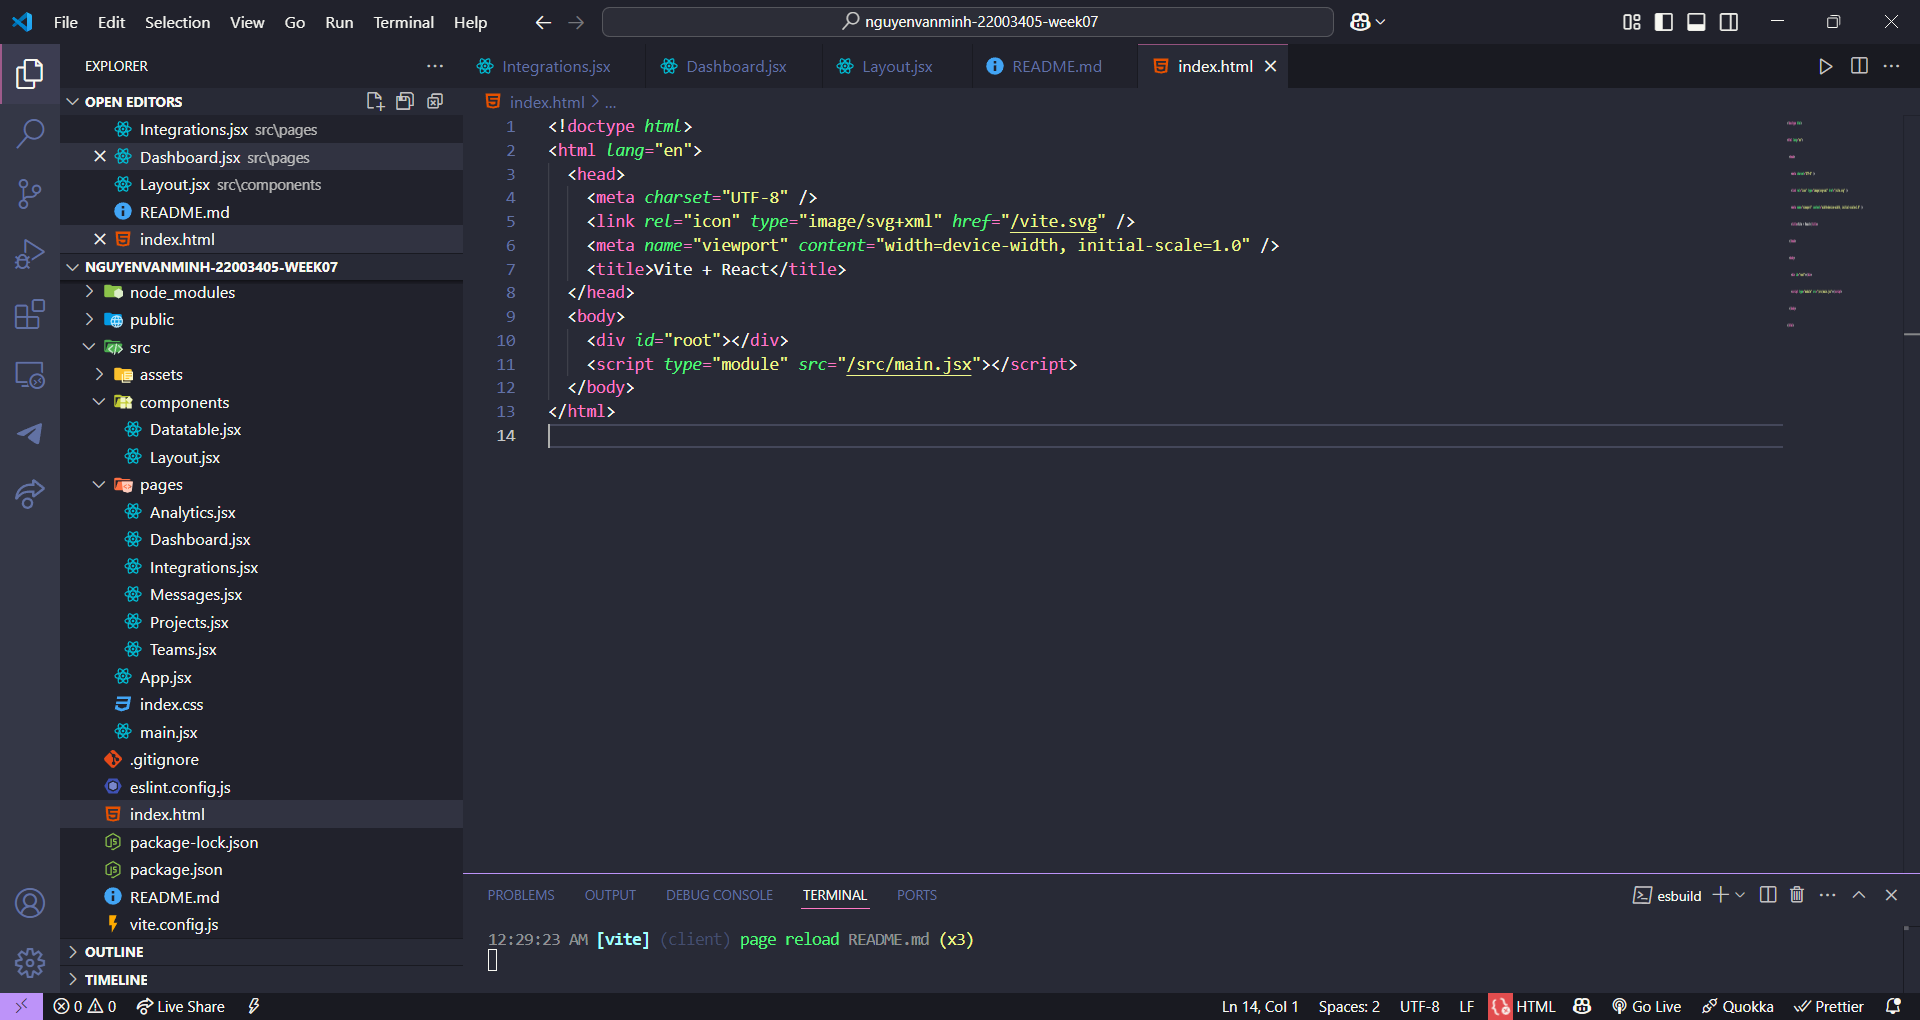 File Edit Selection View Go Run Terminal Help
nguyenvanminh-22003405-week07
EXPLORER
OPEN EDITORS
Integrations.jsx src\pages
Dashboard.jsx src\pages
Layout.jsx src\components
README.md
index.html
NGUYENVANMINH-22003405-WEEK07
node_modules
public
src
assets
components
Datatable.jsx
Layout.jsx
pages
Analytics.jsx
Dashboard.jsx
Integrations.jsx
Messages.jsx
Projects.jsx
Teams.jsx
App.jsx
index.css
main.jsx
.gitignore
eslint.config.js
index.html
package-lock.json
package.json
README.md
vite.config.js
OUTLINE
TIMELINE
Integrations.jsx Dashboard.jsx Layout.jsx README.md index.html
index.html > ...
1 <!doctype html>
2 <html lang="en">
3 <head>
4 <meta charset="UTF-8" />
5 <link rel="icon" type="image/svg+xml" href="/vite.svg" />
6 <meta name="viewport" content="width=device-width, initial-scale=1.0" />
7 <title>Vite + React</title>
8 </head>
9 <body>
10 <div id="root"></div>
11 <script type="module" src="/src/main.jsx"></script>
12 </body>
13 </html>
14
PROBLEMS OUTPUT DEBUG CONSOLE TERMINAL PORTS
esbuild
12:29:23 AM [vite] (client) page reload README.md (x3)
0 0 Live Share
Ln 14, Col 1 Spaces: 2 UTF-8 LF HTML Go Live Quokka Prettier